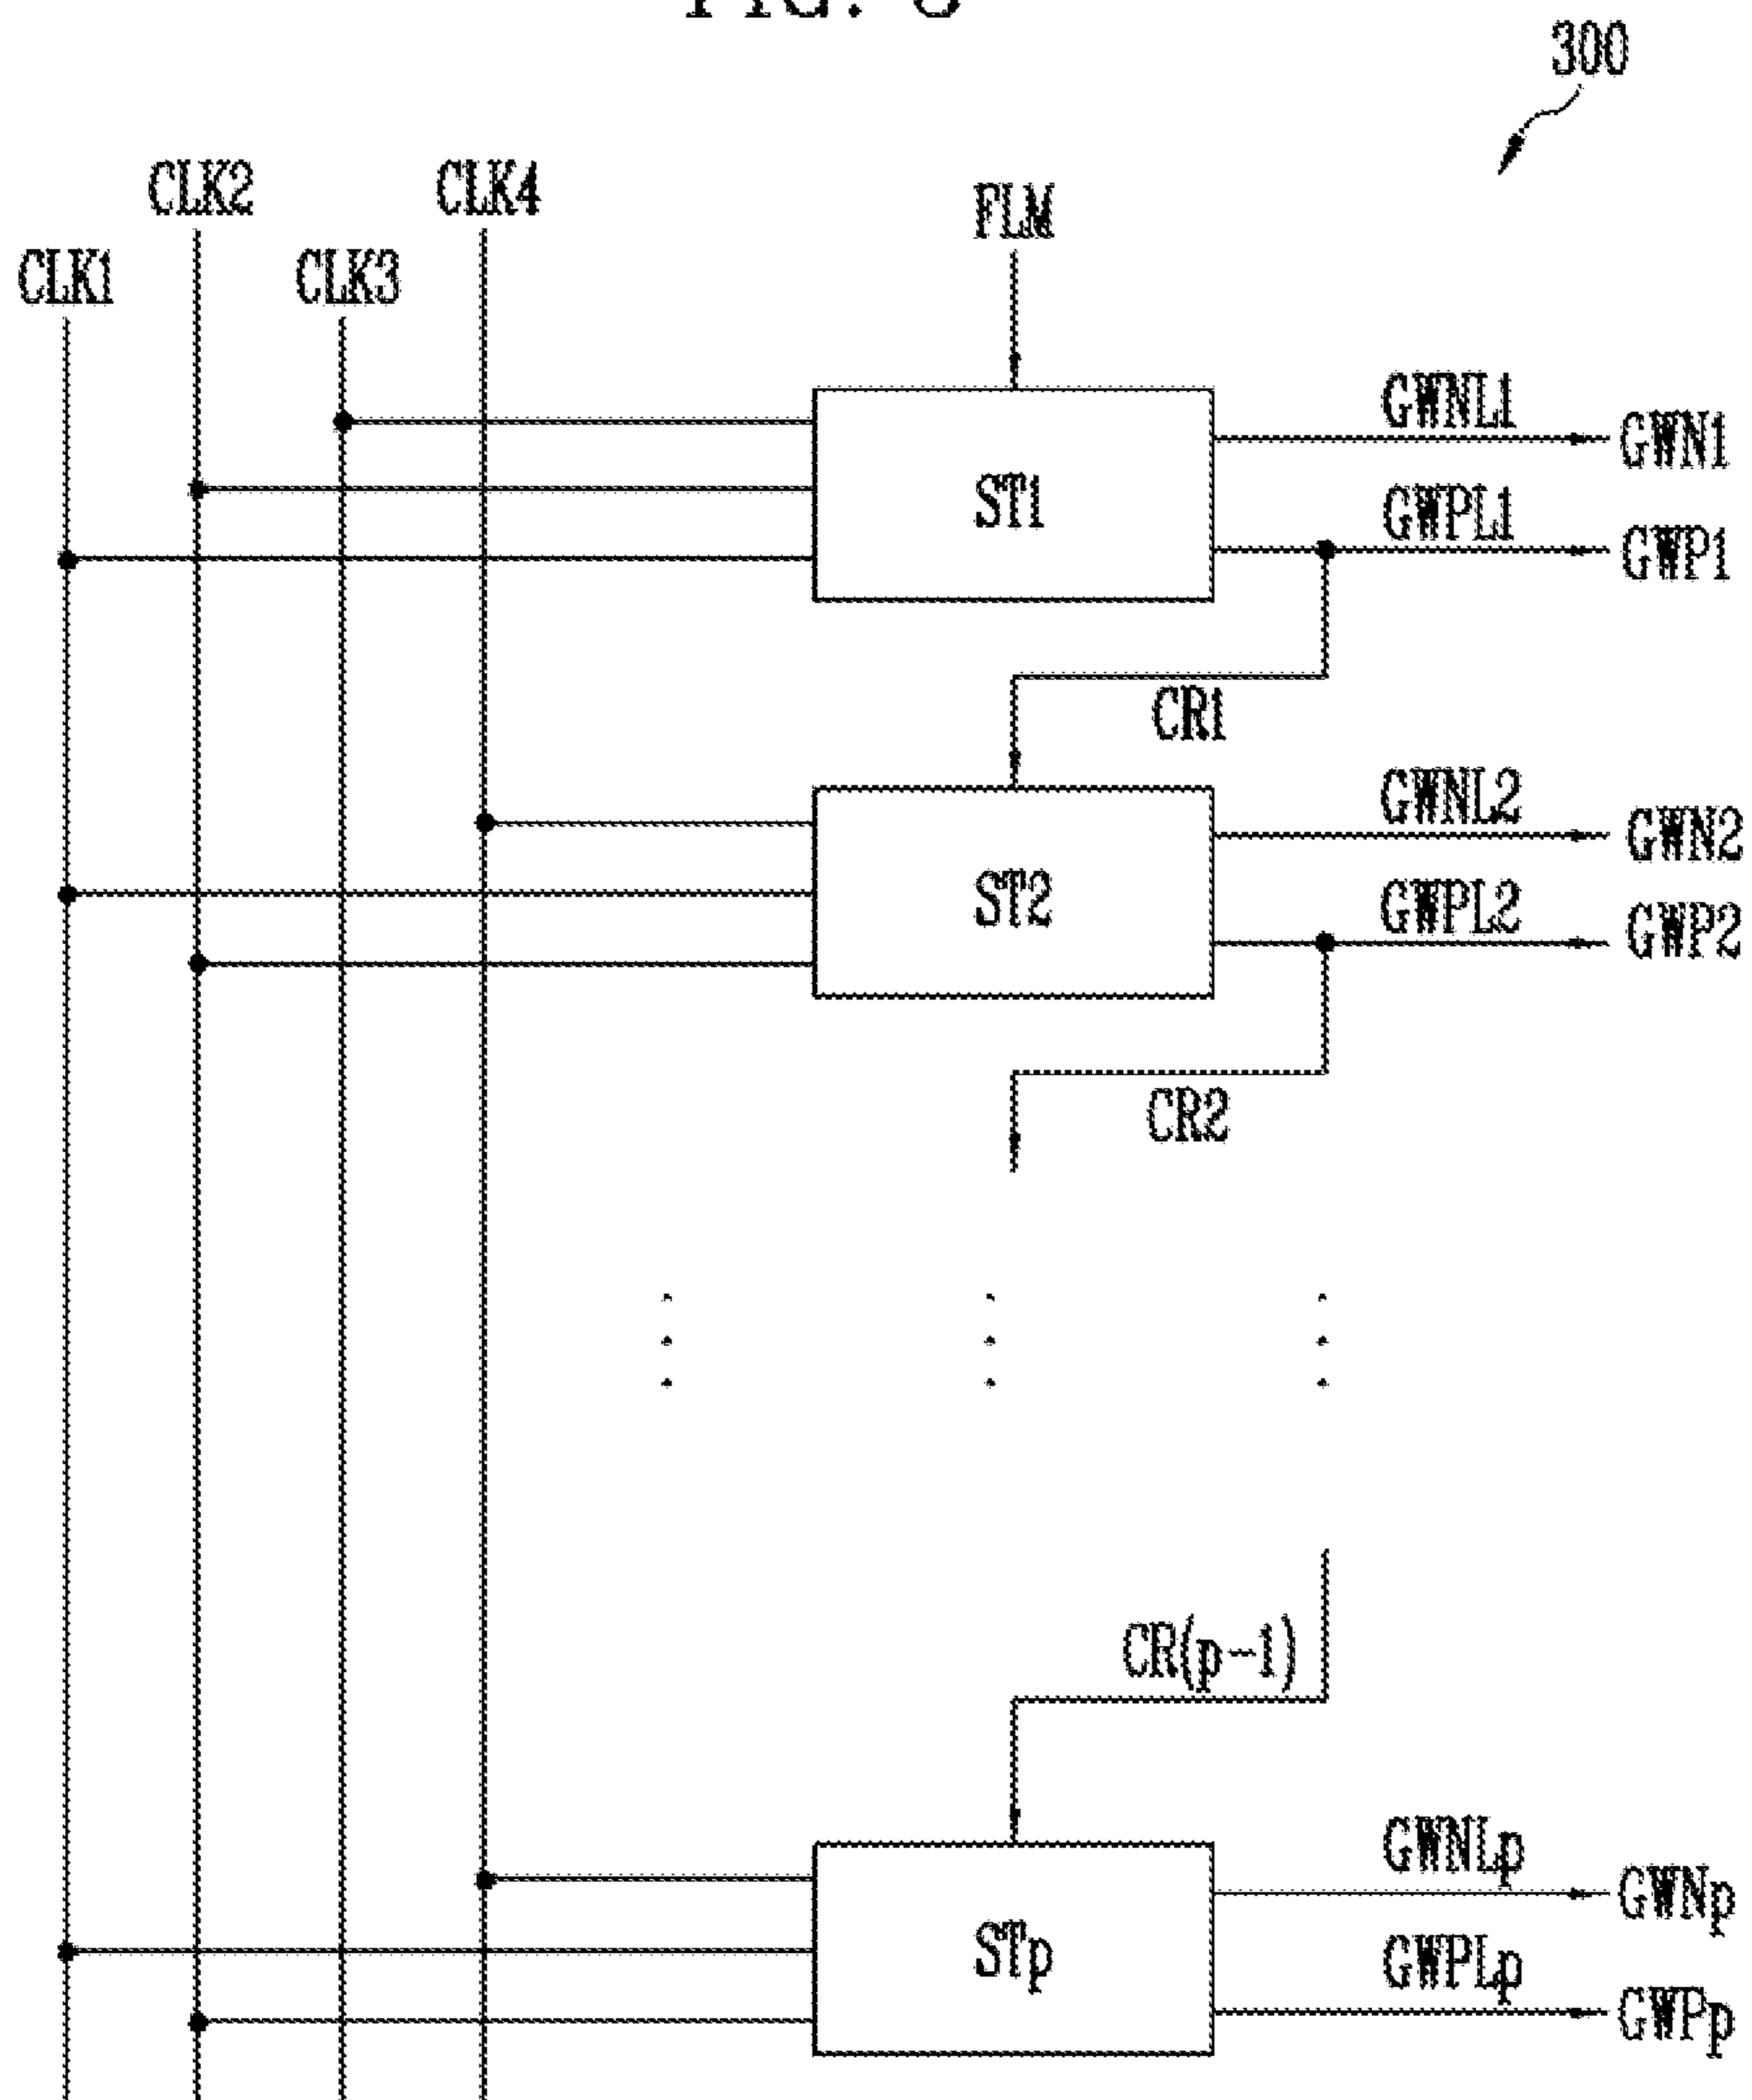 300
CLK2 CLK4 FLM
CLK1 CLK3
GWNL1 GWN1
ST1
GWPL1 GWP1
CR1
GWNL2 GWN2
ST2
GWPL2 GWP2
CR2
CR(p-1)
GWNLp GWNp
STp
GWPLp GWPp